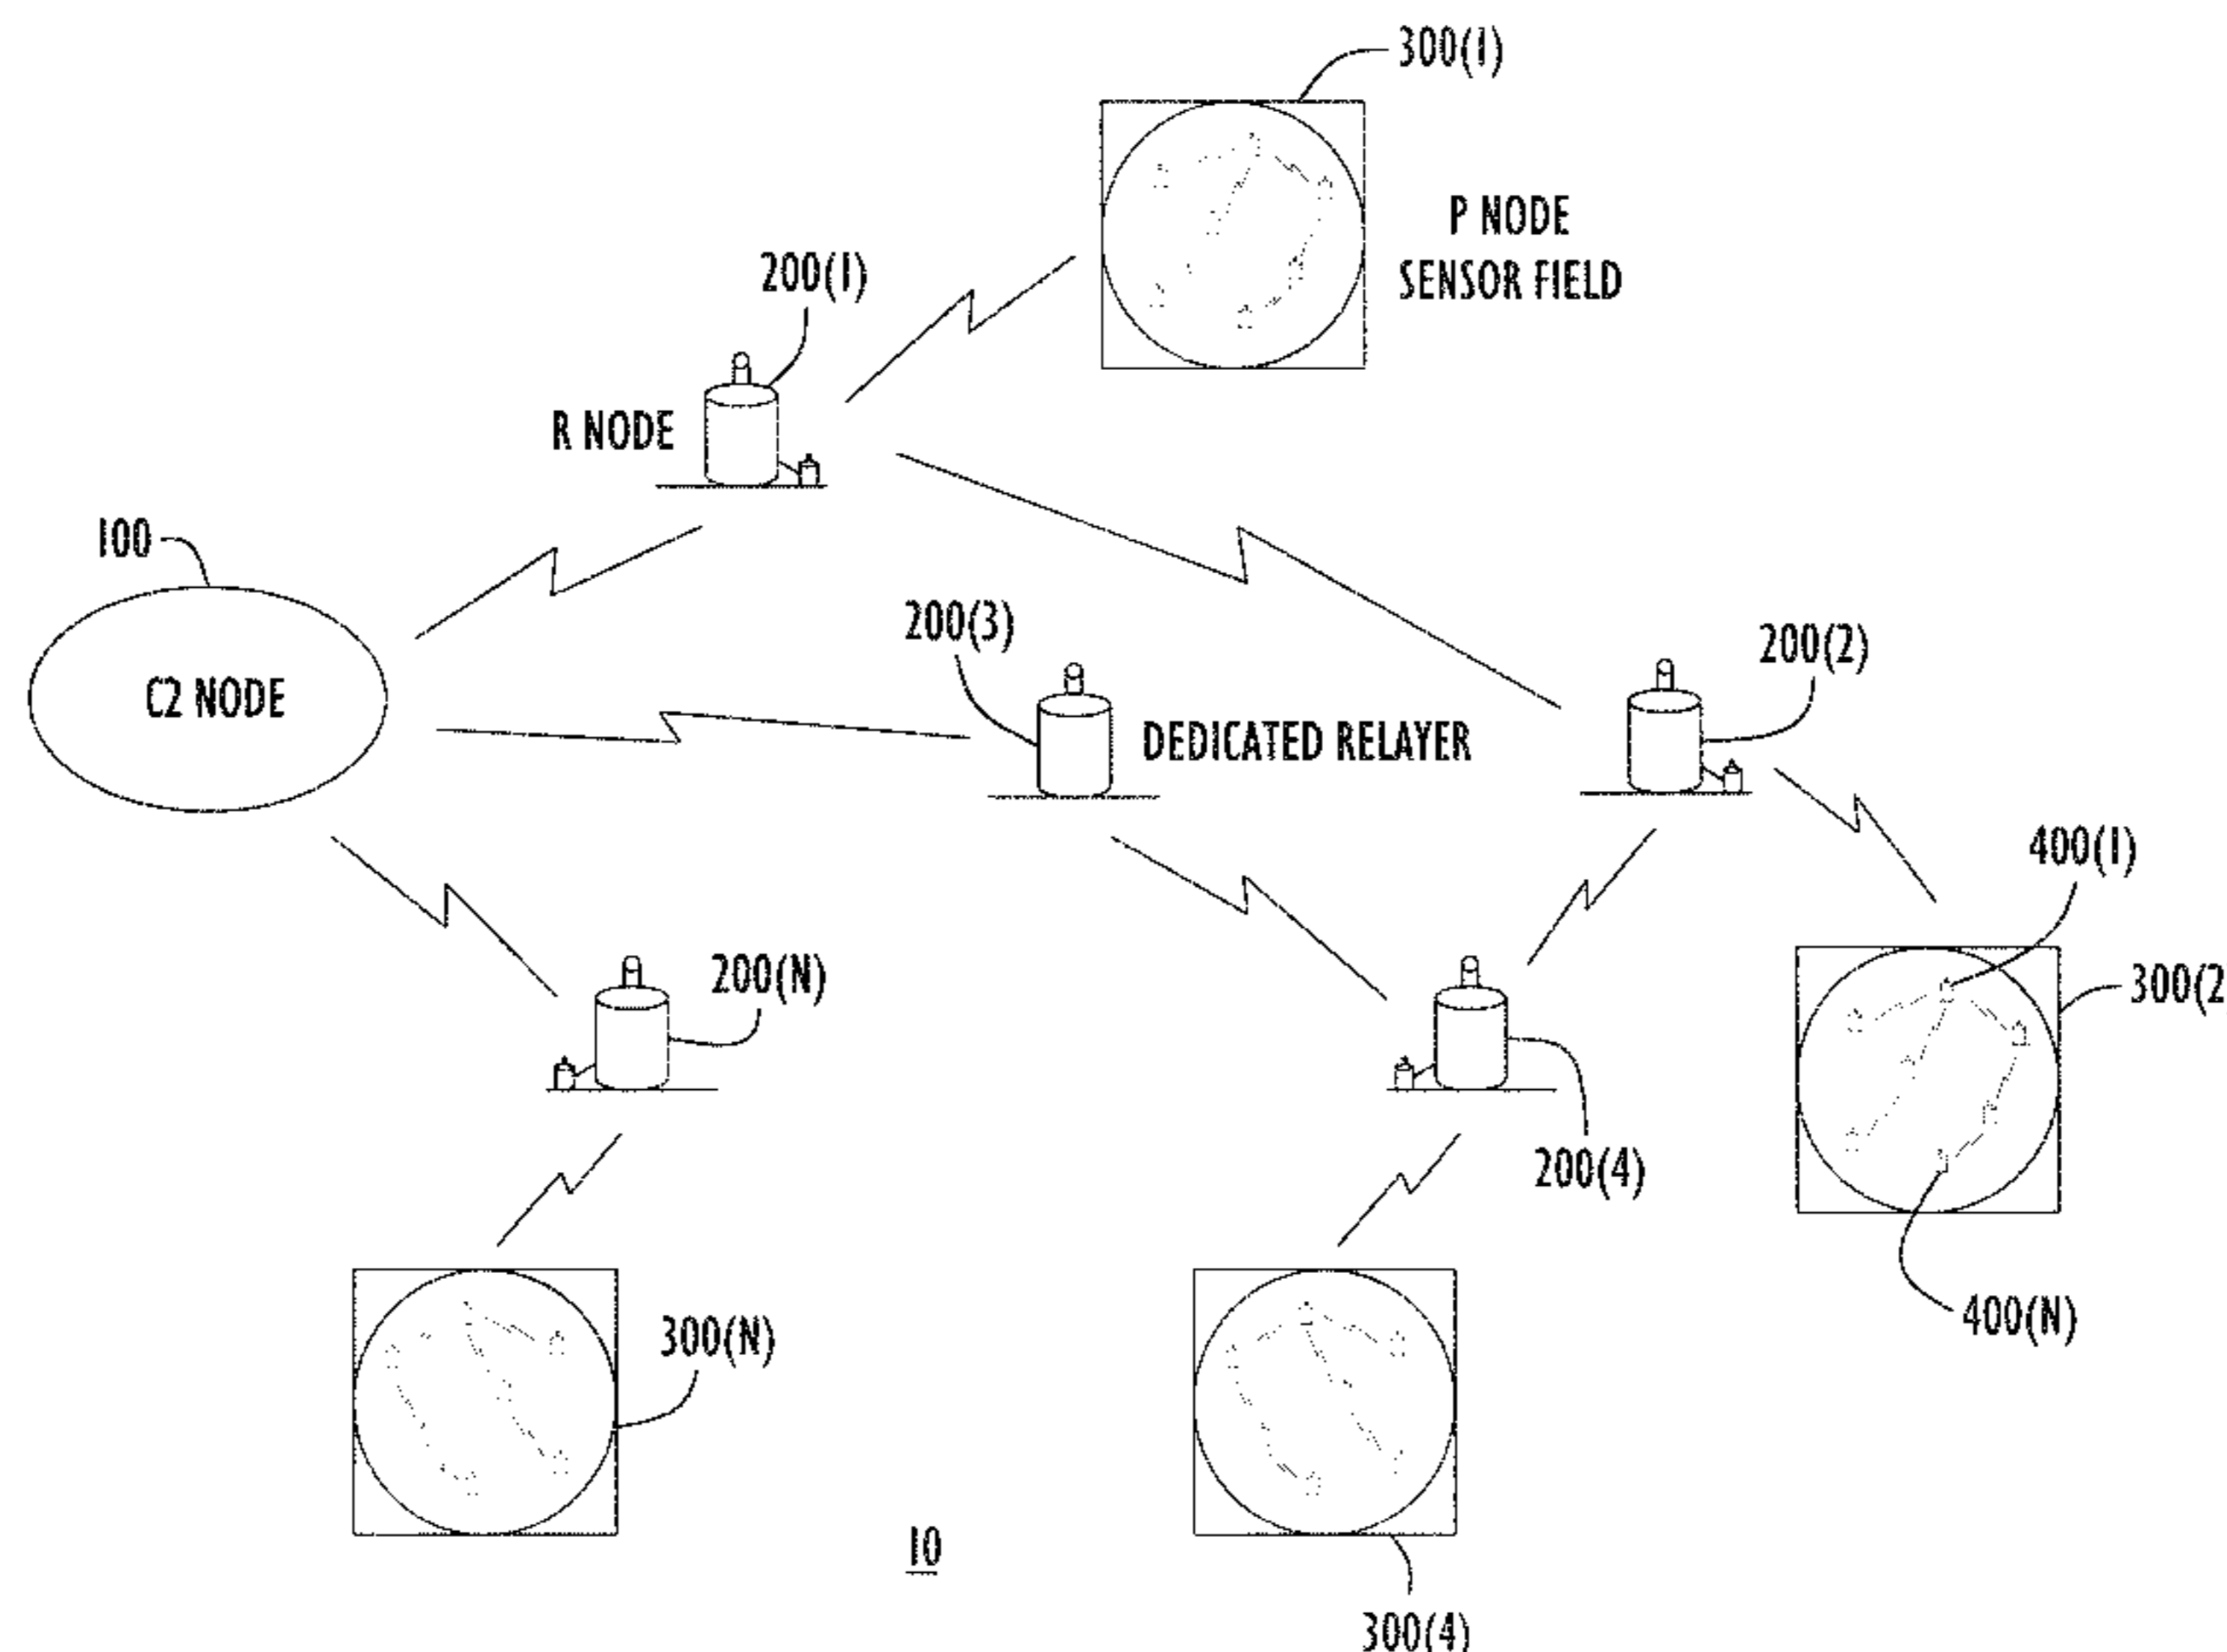 300(1)
P NODE
SENSOR FIELD
200(1)
R NODE
100
C2 NODE
200(3)
DEDICATED RELAYER
200(2)
400(1)
200(N)
300(2
200(4)
400(N)
300(N)
10
300(4)